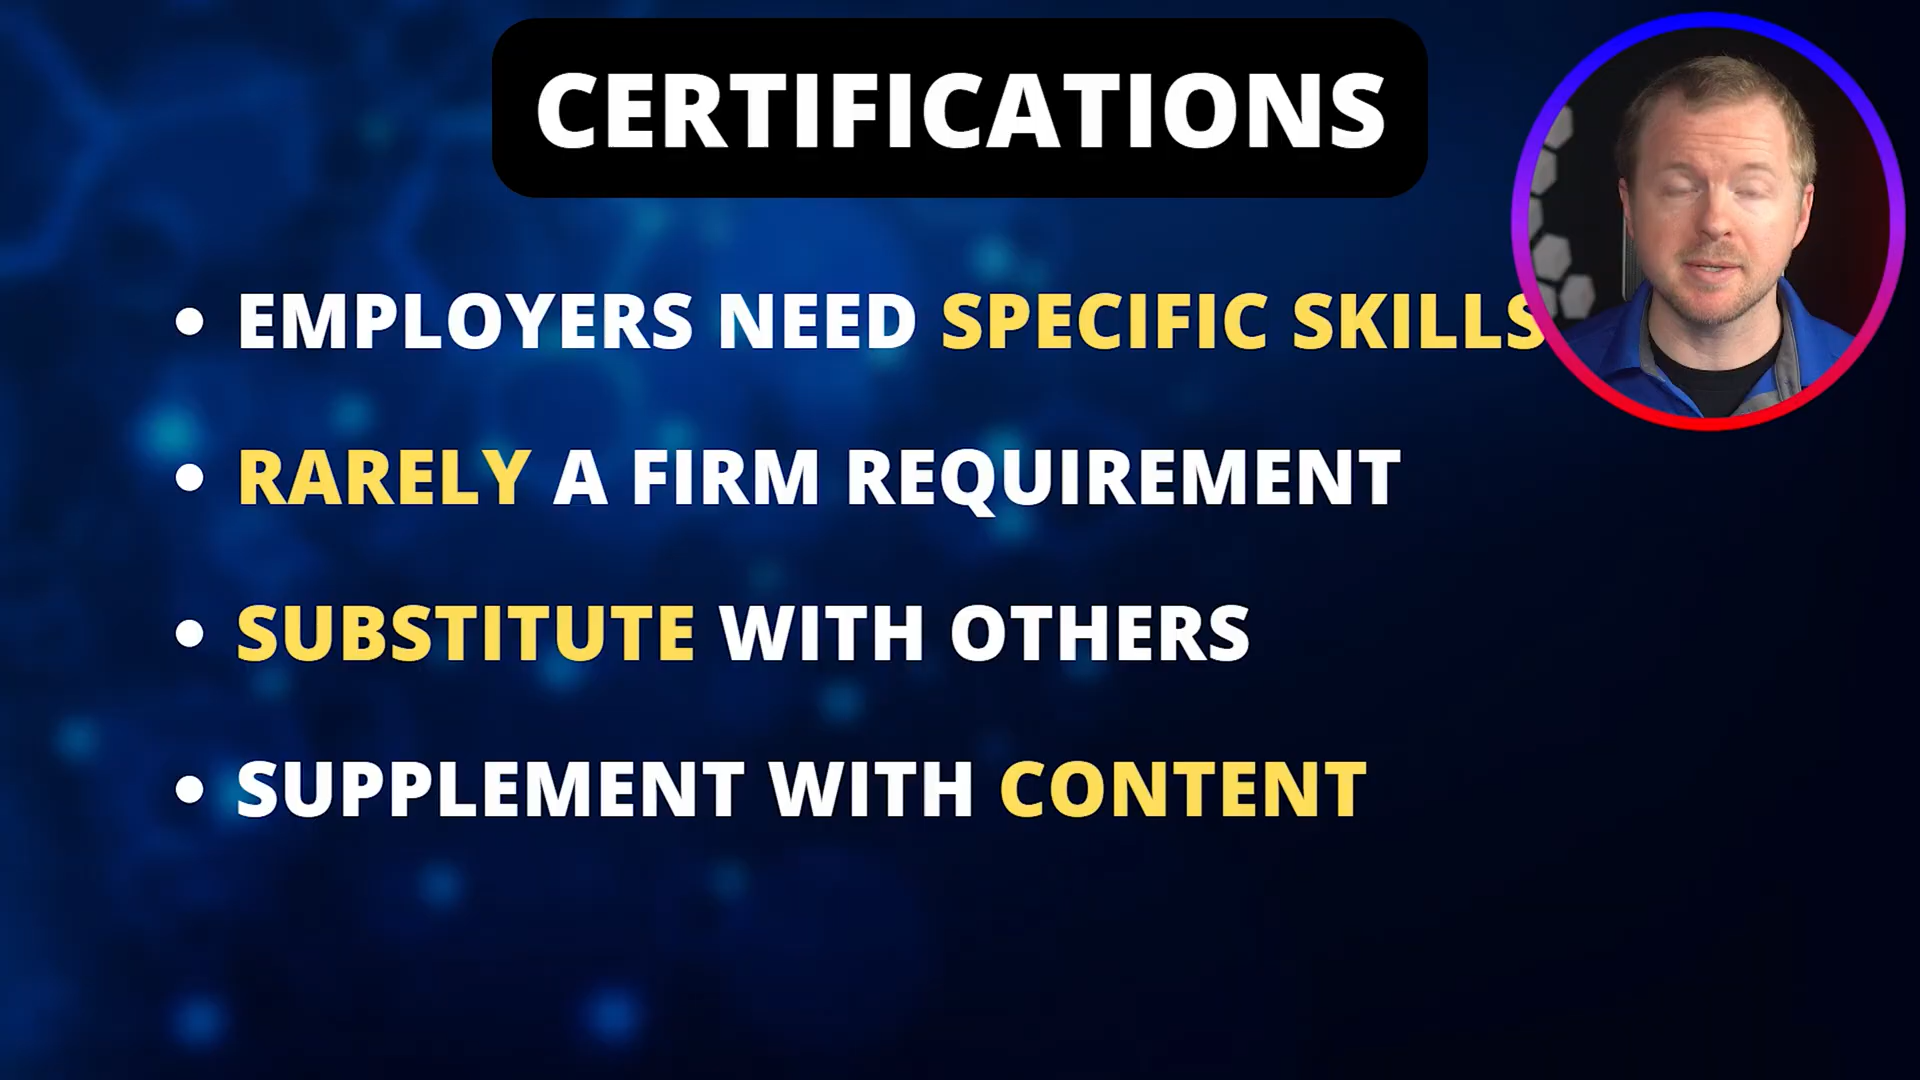 CERTIFICATIONS
• EMPLOYERS NEED SPECIFIC SKILLS
• RARELY A FIRM REQUIREMENT
• SUBSTITUTE WITH OTHERS
• SUPPLEMENT WITH CONTENT